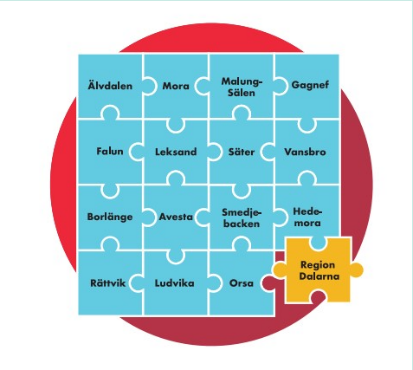 Älvdalen
Mora
Malung-
Sälen
Gagnef
Falun
Leksand
Säter
Vansbro
Borlänge
Avesta
Smedje-
backen
Hede-
mora
Rättvik
Ludvika
Orsa
Region
Dalarna